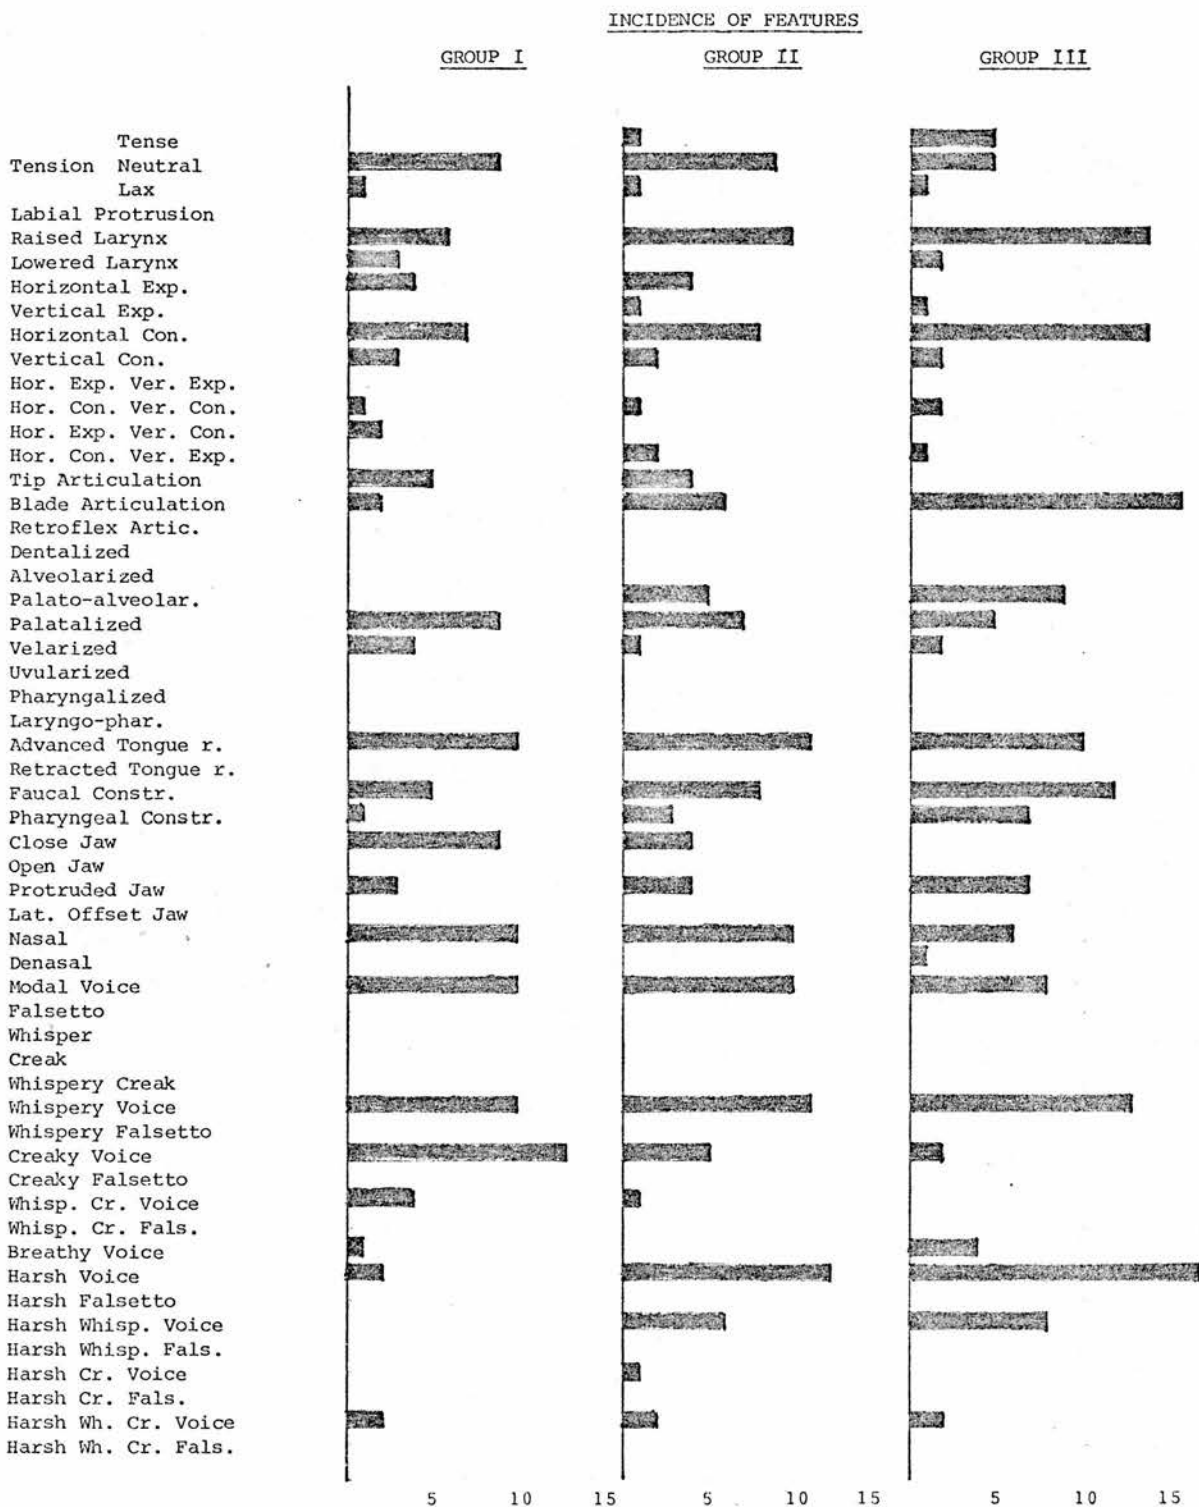 INCIDENCE OF FEATURES
GROUP I GROUP II GROUP III
Tense
Tension Neutral
Lax
Labial Protrusion
Raised Larynx
Lowered Larynx
Horizontal Exp.
Vertical Exp.
Horizontal Con.
Vertical Con.
Hor. Exp. Ver. Exp.
Hor. Con. Ver. Con.
Hor. Exp. Ver. Con.
Hor. Con. Ver. Exp.
Tip Articulation
Blade Articulation
Retroflex Artic.
Dentalized
Alveolarized
Palato-alveolar.
Palatalized
Velarized
Uvularized
Pharyngalized
Laryngo-phar.
Advanced Tongue r.
Retracted Tongue r.
Faucal Constr.
Pharyngeal Constr.
Close Jaw
Open Jaw
Protruded Jaw
Lat. Offset Jaw
Nasal
Denasal
Modal Voice
Falsetto
Whisper
Creak
Whispery Creak
Whispery Voice
Whispery Falsetto
Creaky Voice
Creaky Falsetto
Whisp. Cr. Voice
Whisp. Cr. Fals.
Breathy Voice
Harsh Voice
Harsh Falsetto
Harsh Whisp. Voice
Harsh Whisp. Fals.
Harsh Cr. Voice
Harsh Cr. Fals.
Harsh Wh. Cr. Voice
Harsh Wh. Cr. Fals.
5 10 15 5 10 15 5 10 15